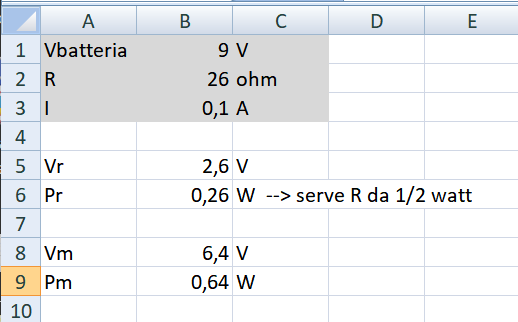 A B C D E
1 Vbatteria 9 V
2 R 26 ohm
3 I 0,1 A
4
5 Vr 2,6 V
6 Pr 0,26 W --> serve R da 1/2 watt
7
8 Vm 6,4 V
9 Pm 0,64 W
10